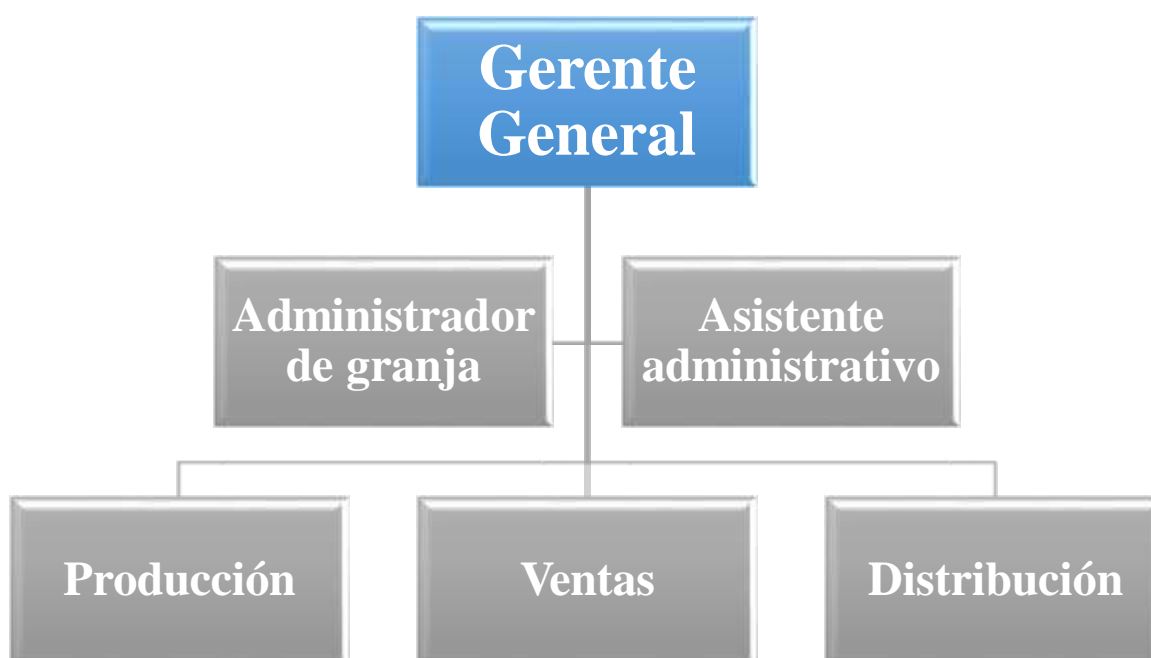 Gerente
General
Administrador
de granja
Asistente
administrativo
Producción
Ventas
Distribución